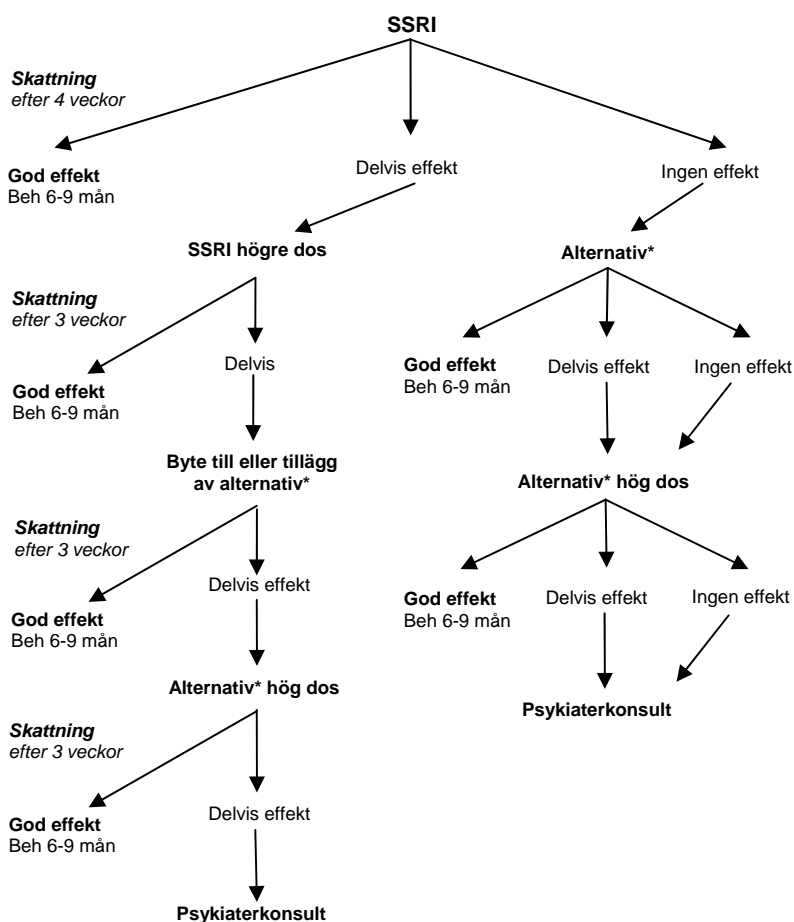 SSRI
Skattning
efter 4 veckor
God effekt
Beh 6-9 mån
Delvis effekt
Ingen effekt
SSRI högre dos
Alternativ*
Skattning
efter 3 veckor
God effekt
Beh 6-9 mån
Delvis
God effekt
Beh 6-9 mån
Delvis effekt
Ingen effekt
Byte till eller tillägg
av alternativ*
Alternativ* hög dos
Skattning
efter 3 veckor
God effekt
Beh 6-9 mån
Delvis effekt
God effekt
Beh 6-9 mån
Delvis effekt
Ingen effekt
Alternativ* hög dos
Psykiaterkonsult
Skattning
efter 3 veckor
God effekt
Beh 6-9 mån
Delvis effekt
Psykiaterkonsult